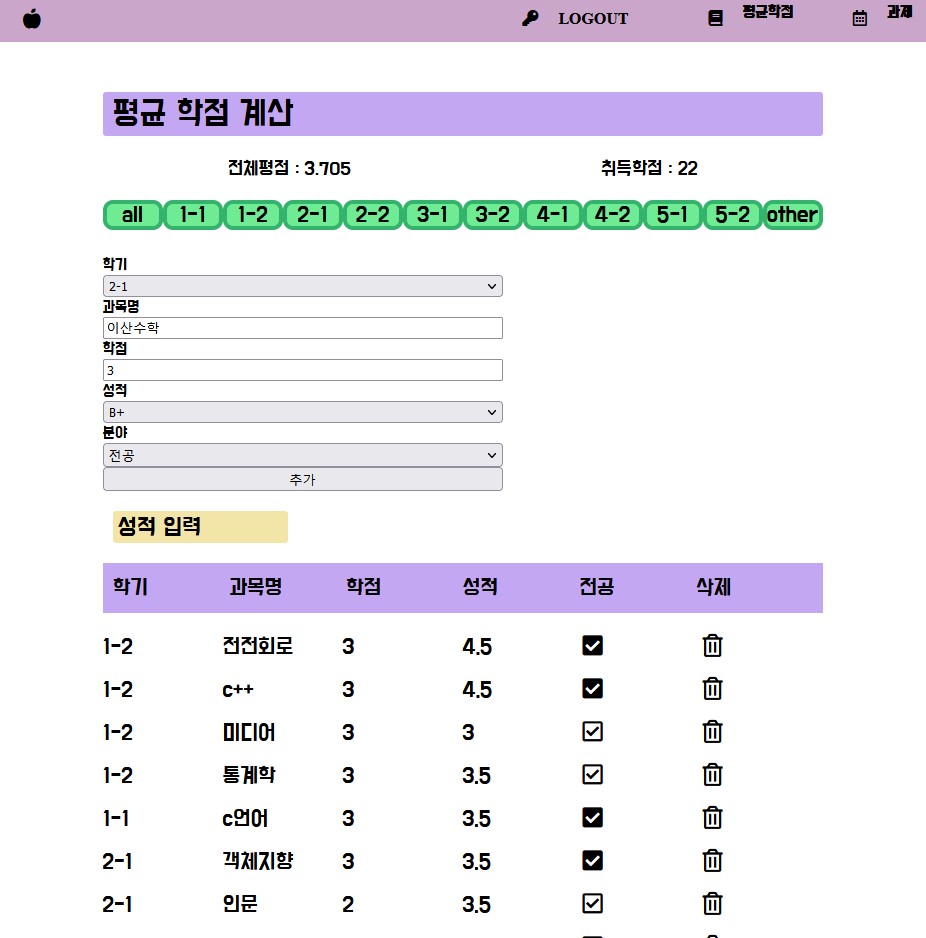 LOGOUT 평균학점 과제
평균 학점 계산
전체평점 : 3.705 취득학점 : 22
all 1-1 1-2 2-1 2-2 3-1 3-2 4-1 4-2 5-1 5-2 other
학기
2-1
과목명
이산수학
학점
3
성적
B+
분야
전공
추가
성적 입력
학기 과목명 학점 성적 전공 삭제
1-2 전전회로 3 4.5
1-2 c++ 3 4.5
1-2 미디어 3 3
1-2 통계학 3 3.5
1-1 c언어 3 3.5
2-1 객체지향 3 3.5
2-1 인문 2 3.5